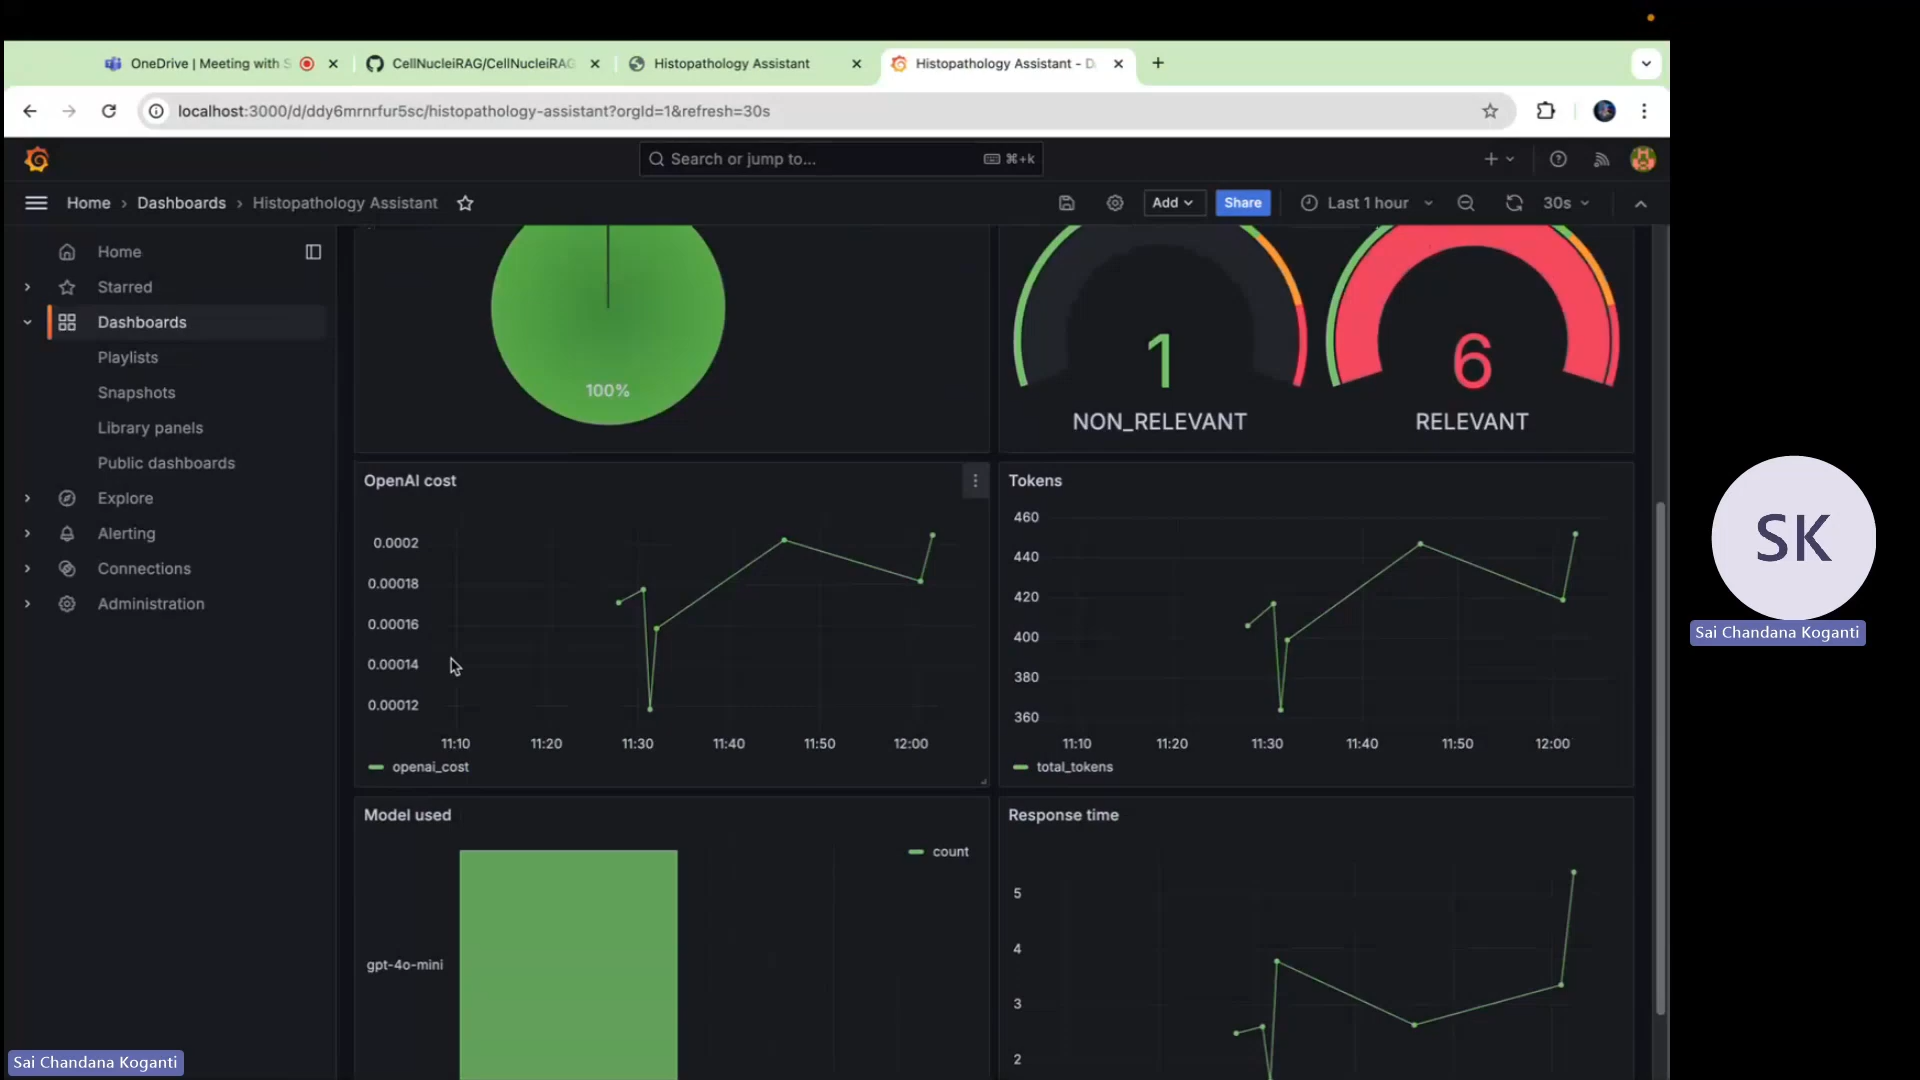 OneDrive | Meeting with S
CellNucleiRAG/CellNucleiRAG
Histopathology Assistant
Histopathology Assistant - D
localhost:3000/d/ddy6mrnrfur5sc/histopathology-assistant?orgId=1&refresh=30s
Search or jump to...
⌘+k
Home › Dashboards › Histopathology Assistant
Add
Share
Last 1 hour
30s
Home
Starred
Dashboards
Playlists
Snapshots
Library panels
Public dashboards
Explore
Alerting
Connections
Administration
100%
1
NON_RELEVANT
6
RELEVANT
OpenAI cost
0.0002
0.00018
0.00016
0.00014
0.00012
11:10 11:20 11:30 11:40 11:50 12:00
openai_cost
Tokens
460
440
420
400
380
360
11:10 11:20 11:30 11:40 11:50 12:00
total_tokens
Model used
count
gpt-4o-mini
Response time
5
4
3
2
SK
Sai Chandana Koganti
Sai Chandana Koganti